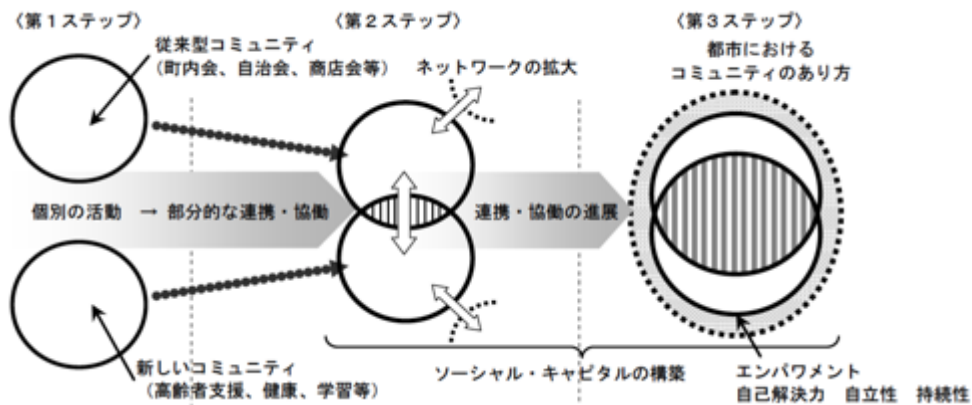 〈第１ステップ〉
〈第２ステップ〉
〈第３ステップ〉
従来型コミュニティ
（町内会、自治会、商店会等）
ネットワークの拡大
都市における
コミュニティのあり方
個別の活動　→ 部分的な連携・協働
連携・協働の進展
新しいコミュニティ
（高齢者支援、健康、学習等）
ソーシャル・キャピタルの構築
エンパワメント
自己解決力　自立性　持続性